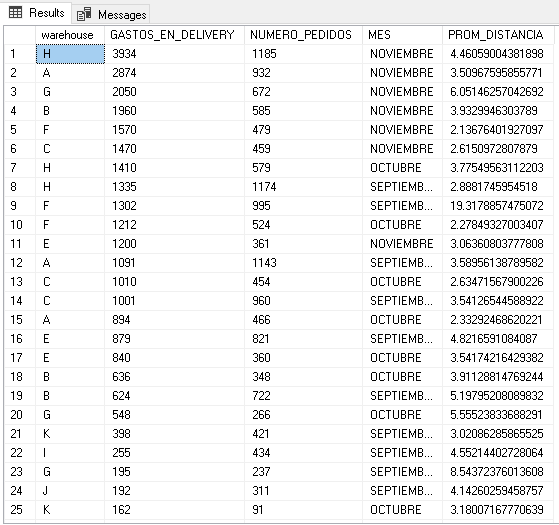 Results Messages
warehouse GASTOS_EN_DELIVERY NUMERO_PEDIDOS MES PROM_DISTANCIA
1 H 3934 1185 NOVIEMBRE 4.46059004381898
2 A 2874 932 NOVIEMBRE 3.50967595855771
3 G 2050 672 NOVIEMBRE 6.05146257042692
4 B 1960 585 NOVIEMBRE 3.9329946303789
5 F 1570 479 NOVIEMBRE 2.13676401927097
6 C 1470 459 NOVIEMBRE 2.6150972807879
7 H 1410 579 OCTUBRE 3.77549563112203
8 H 1335 1174 SEPTIEMB... 2.8881745954518
9 F 1302 995 SEPTIEMB... 19.3178857475072
10 F 1212 524 OCTUBRE 2.27849327003407
11 E 1200 361 NOVIEMBRE 3.06360803777808
12 A 1091 1143 SEPTIEMB... 3.58956138789582
13 C 1010 454 OCTUBRE 2.63471567900226
14 C 1001 960 SEPTIEMB... 3.54126544588922
15 A 894 466 OCTUBRE 2.33292468620221
16 E 879 821 SEPTIEMB... 4.8216591084087
17 E 840 360 OCTUBRE 3.54174216429382
18 B 636 348 OCTUBRE 3.91128814769244
19 B 624 722 SEPTIEMB... 5.19795208089832
20 G 548 266 OCTUBRE 5.55523833688291
21 K 398 421 SEPTIEMB... 3.02086285865525
22 I 255 434 SEPTIEMB... 4.55214402728064
23 G 195 237 SEPTIEMB... 8.54372376013608
24 J 192 311 SEPTIEMB... 4.14260259458757
25 K 162 91 OCTUBRE 3.18007167770639